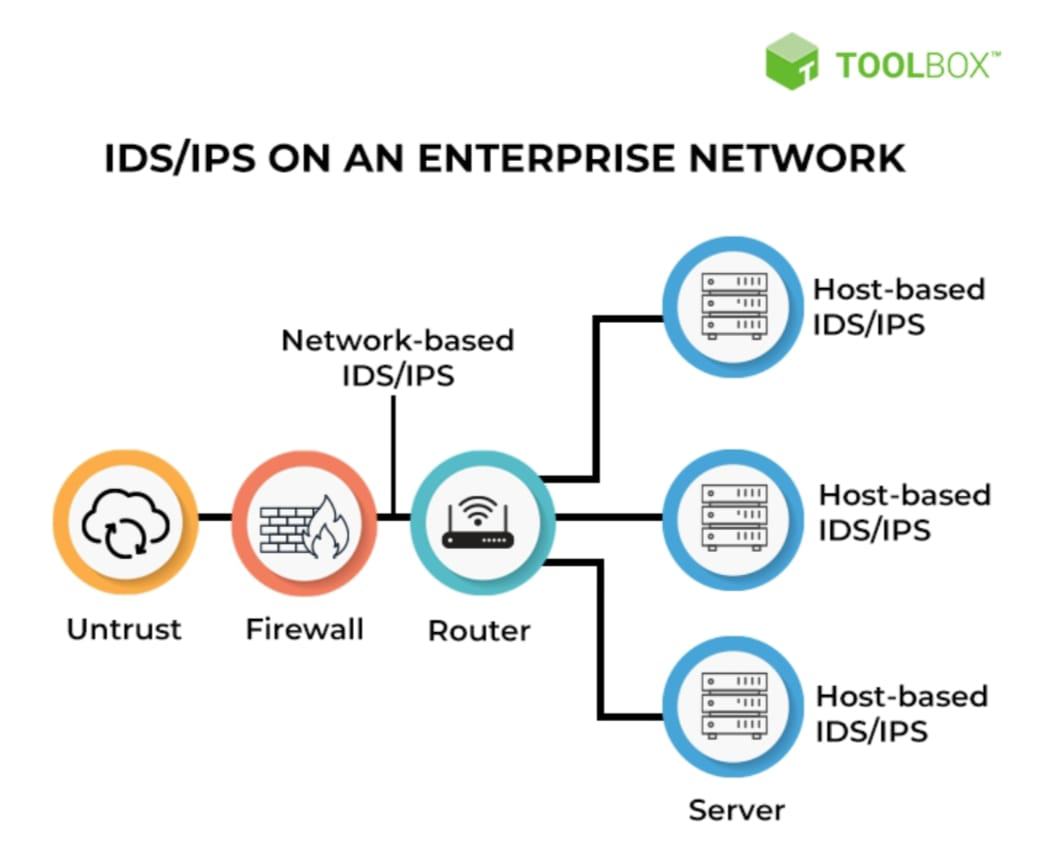 TOOLBOX™
IDS/IPS ON AN ENTERPRISE NETWORK
Host-based
IDS/IPS
Network-based
IDS/IPS
Host-based
IDS/IPS
Untrust
Firewall
Router
Host-based
IDS/IPS
Server